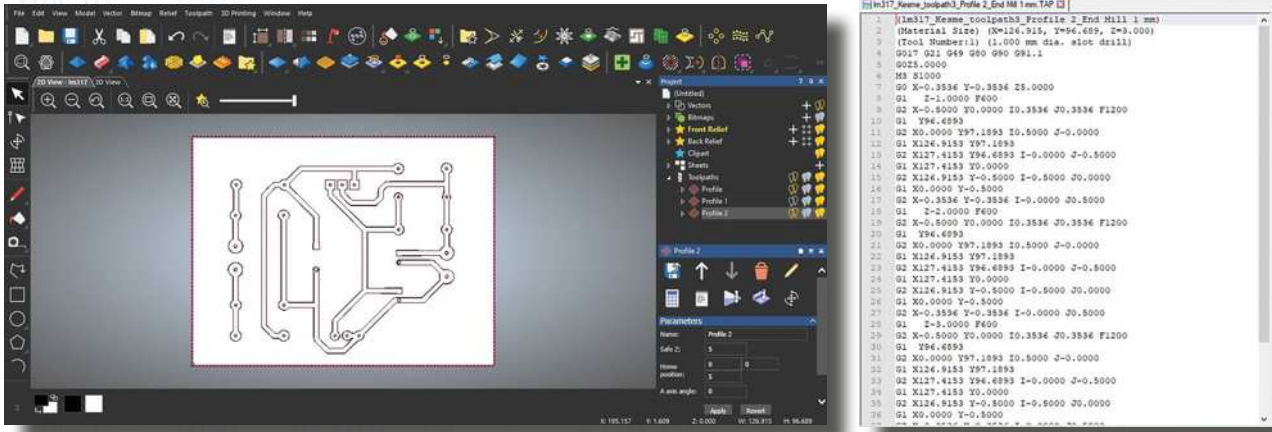 File Edit View Model Vector Bitmap Relief Toolpath 3D Printing Window Help
2D View - lm317
3D View
Project
(Untitled)
Vectors
Bitmaps
Front Relief
Back Relief
Clipart
Sheets
Toolpaths
Profile
Profile 1
Profile 2
Profile 2
Parameters
Name: Profile 2
Safe Z: 5
Home position: 0 0
5
A axis angle: 0
Apply Revert
X: 195.157 Y: 1.609 Z: 0.000 W: 126.915 H: 96.689
lm317_Kesme_toolpath3_Profile 2_End Mill 1 mm.TAP
1 (lm317_Kesme_toolpath3_Profile 2_End Mill 1 mm)
2 (Material Size) (X=126.915, Y=96.689, Z=3.000)
3 (Tool Number:1) (1.000 mm dia. slot drill)
4 G017 G21 G49 G80 G90 G91.1
5 G0Z5.0000
6 M3 S1000
7 G0 X-0.3536 Y-0.3536 Z5.0000
8 G1 Z-1.0000 F600
9 G2 X-0.5000 Y0.0000 I0.3536 J0.3536 F1200
10 G1 Y96.6893
11 G2 X0.0000 Y97.1893 I0.5000 J-0.0000
12 G1 X126.9153 Y97.1893
13 G2 X127.4153 Y96.6893 I-0.0000 J-0.5000
14 G1 X127.4153 Y0.0000
15 G2 X126.9153 Y-0.5000 I-0.5000 J0.0000
16 G1 X0.0000 Y-0.5000
17 G2 X-0.3536 Y-0.3536 I-0.0000 J0.5000
18 G1 Z-2.0000 F600
19 G2 X-0.5000 Y0.0000 I0.3536 J0.3536 F1200
20 G1 Y96.6893
21 G2 X0.0000 Y97.1893 I0.5000 J-0.0000
22 G1 X126.9153 Y97.1893
23 G2 X127.4153 Y96.6893 I-0.0000 J-0.5000
24 G1 X127.4153 Y0.0000
25 G2 X126.9153 Y-0.5000 I-0.5000 J0.0000
26 G1 X0.0000 Y-0.5000
27 G2 X-0.3536 Y-0.3536 I-0.0000 J0.5000
28 G1 Z-3.0000 F600
29 G2 X-0.5000 Y0.0000 I0.3536 J0.3536 F1200
30 G1 Y96.6893
31 G2 X0.0000 Y97.1893 I0.5000 J-0.0000
32 G1 X126.9153 Y97.1893
33 G2 X127.4153 Y96.6893 I-0.0000 J-0.5000
34 G1 X127.4153 Y0.0000
35 G2 X126.9153 Y-0.5000 I-0.5000 J0.0000
36 G1 X0.0000 Y-0.5000